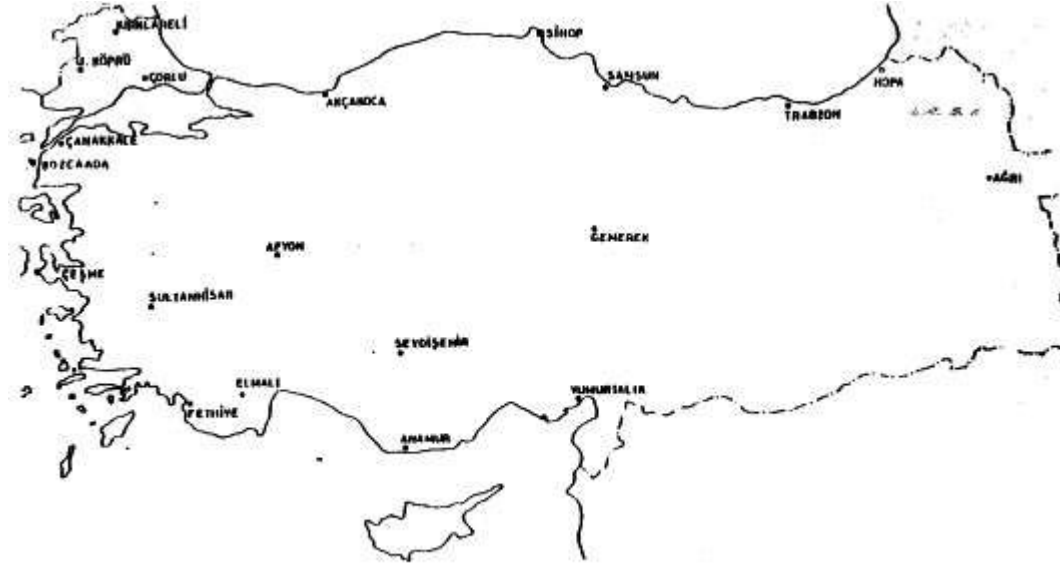 KIRKLARELİ
U. KÖPRÜ
ÇORLU
SİNOP
SAMSUN
HOPA
AKÇAKOCA
TRABZON
ÇANAKKALE
BOZCAADA
AĞRI
GEMEREK
AFYON
ÇEŞME
SULTANHİSAR
SEYDİŞEHİR
ELMALI
FETHİYE
YUMURTALIK
ANAMUR